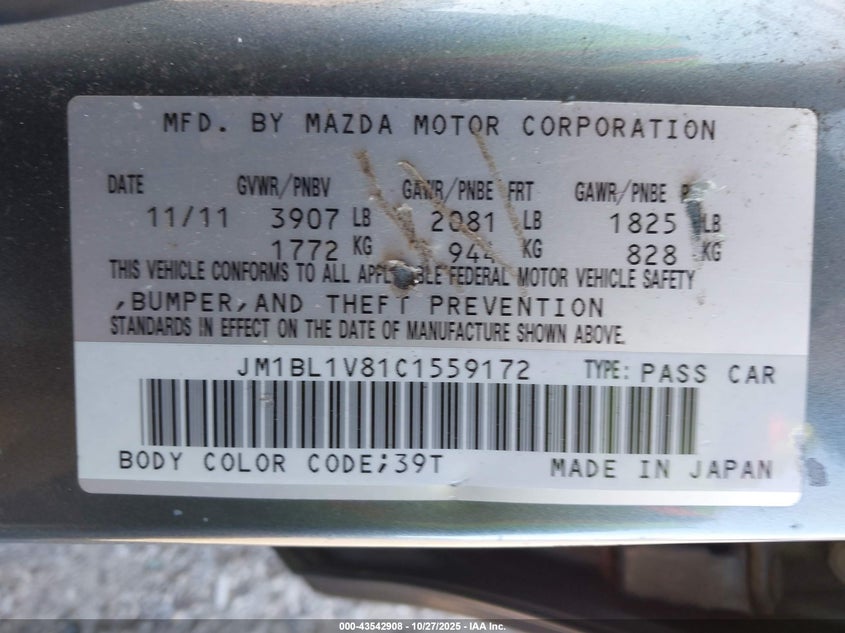 MFD. BY MAZDA MOTOR CORPORATION
DATE GVWR/PNBV GAWR/PNBE FRT GAWR/PNBE
11/11 3907 LB 2081 LB 1825 LB
1772 KG 944 KG 828 KG
THIS VEHICLE CONFORMS TO ALL APPLICABLE FEDERAL MOTOR VEHICLE SAFETY
,BUMPER,AND THEFT PREVENTION
STANDARDS IN EFFECT ON THE DATE OF MANUFACTURE SHOWN ABOVE.
JM1BL1V81C1559172 TYPE: PASS CAR
BODY COLOR CODE;39T MADE IN JAPAN
000-43542908 | 10/27/2025 | IAA Inc.